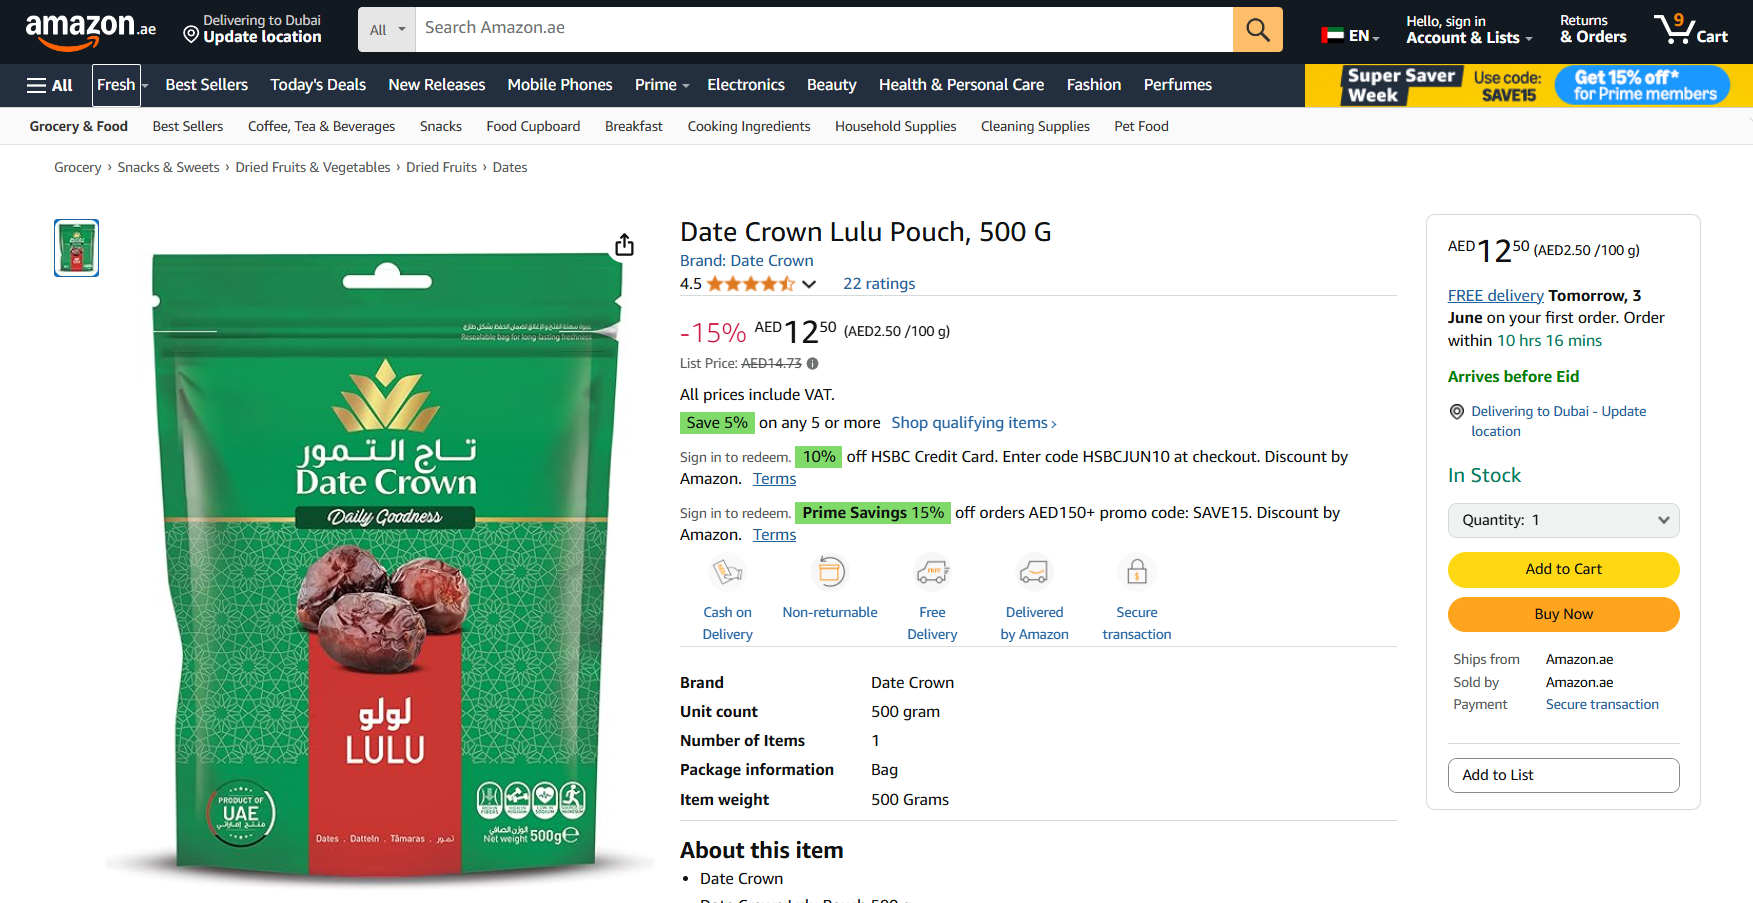 amazon.ae
Delivering to Dubai
Update location
All
Search Amazon.ae
EN
Hello, sign in
Account & Lists
Returns
& Orders
9
Cart
All
Fresh
Best Sellers
Today's Deals
New Releases
Mobile Phones
Prime
Electronics
Beauty
Health & Personal Care
Fashion
Perfumes
Super Saver
Week
Use code:
SAVE15
Get 15% off*
for Prime members
Grocery & Food
Best Sellers
Coffee, Tea & Beverages
Snacks
Food Cupboard
Breakfast
Cooking Ingredients
Household Supplies
Cleaning Supplies
Pet Food
Grocery › Snacks & Sweets › Dried Fruits & Vegetables › Dried Fruits › Dates
Resealable bag for long-lasting freshness
تاج التمور
Date Crown
Daily Goodness
لولو
LULU
PRODUCT OF
UAE
منتج إماراتي
Dates . Datteln . Tâmaras . تمور
الوزن الصافي
Net weight 500g e
Date Crown Lulu Pouch, 500 G
Brand: Date Crown
4.5
22 ratings
-15% AED 12 50 (AED2.50 /100 g)
List Price: AED14.73
All prices include VAT.
Save 5% on any 5 or more Shop qualifying items ›
Sign in to redeem. 10% off HSBC Credit Card. Enter code HSBCJUN10 at checkout. Discount by
Amazon. Terms
Sign in to redeem. Prime Savings 15% off orders AED150+ promo code: SAVE15. Discount by
Amazon. Terms
Cash on
Delivery
Non-returnable
Free
Delivery
Delivered
by Amazon
Secure
transaction
Brand Date Crown
Unit count 500 gram
Number of Items 1
Package information Bag
Item weight 500 Grams
About this item
• Date Crown
AED 12 50 (AED2.50 /100 g)
FREE delivery Tomorrow, 3
June on your first order. Order
within 10 hrs 16 mins
Arrives before Eid
Delivering to Dubai - Update
location
In Stock
Quantity: 1
Add to Cart
Buy Now
Ships from Amazon.ae
Sold by Amazon.ae
Payment Secure transaction
Add to List